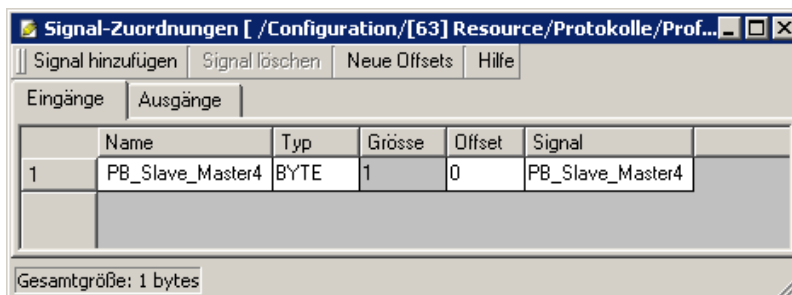 Signal-Zuordnungen [ /Configuration/[63] Resource/Protokolle/Prof...
Signal hinzufügen Signal löschen Neue Offsets Hilfe
Eingänge Ausgänge
Name Typ Grösse Offset Signal
1 PB_Slave_Master4 BYTE 1 0 PB_Slave_Master4
Gesamtgröße: 1 bytes